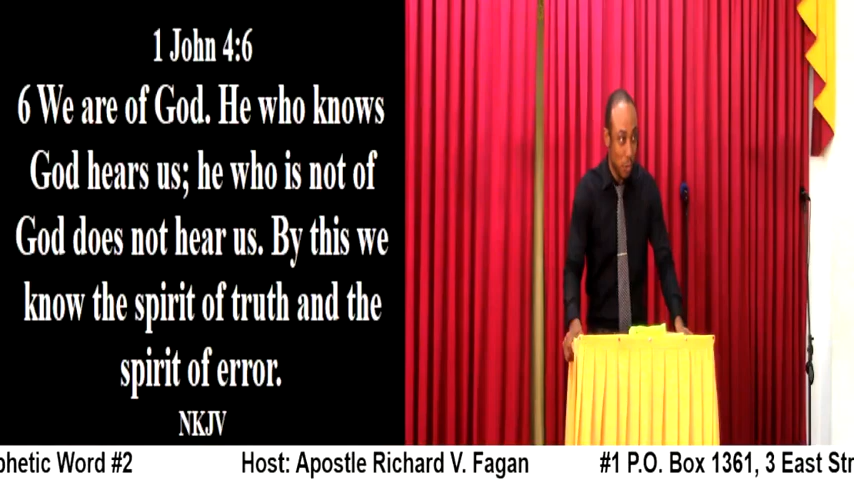 1 John 4:6
6 We are of God. He who knows
God hears us; he who is not of
God does not hear us. By this we
know the spirit of truth and the
spirit of error.
NKJV
phetic Word #2 Host: Apostle Richard V. Fagan #1 P.O. Box 1361, 3 East Str